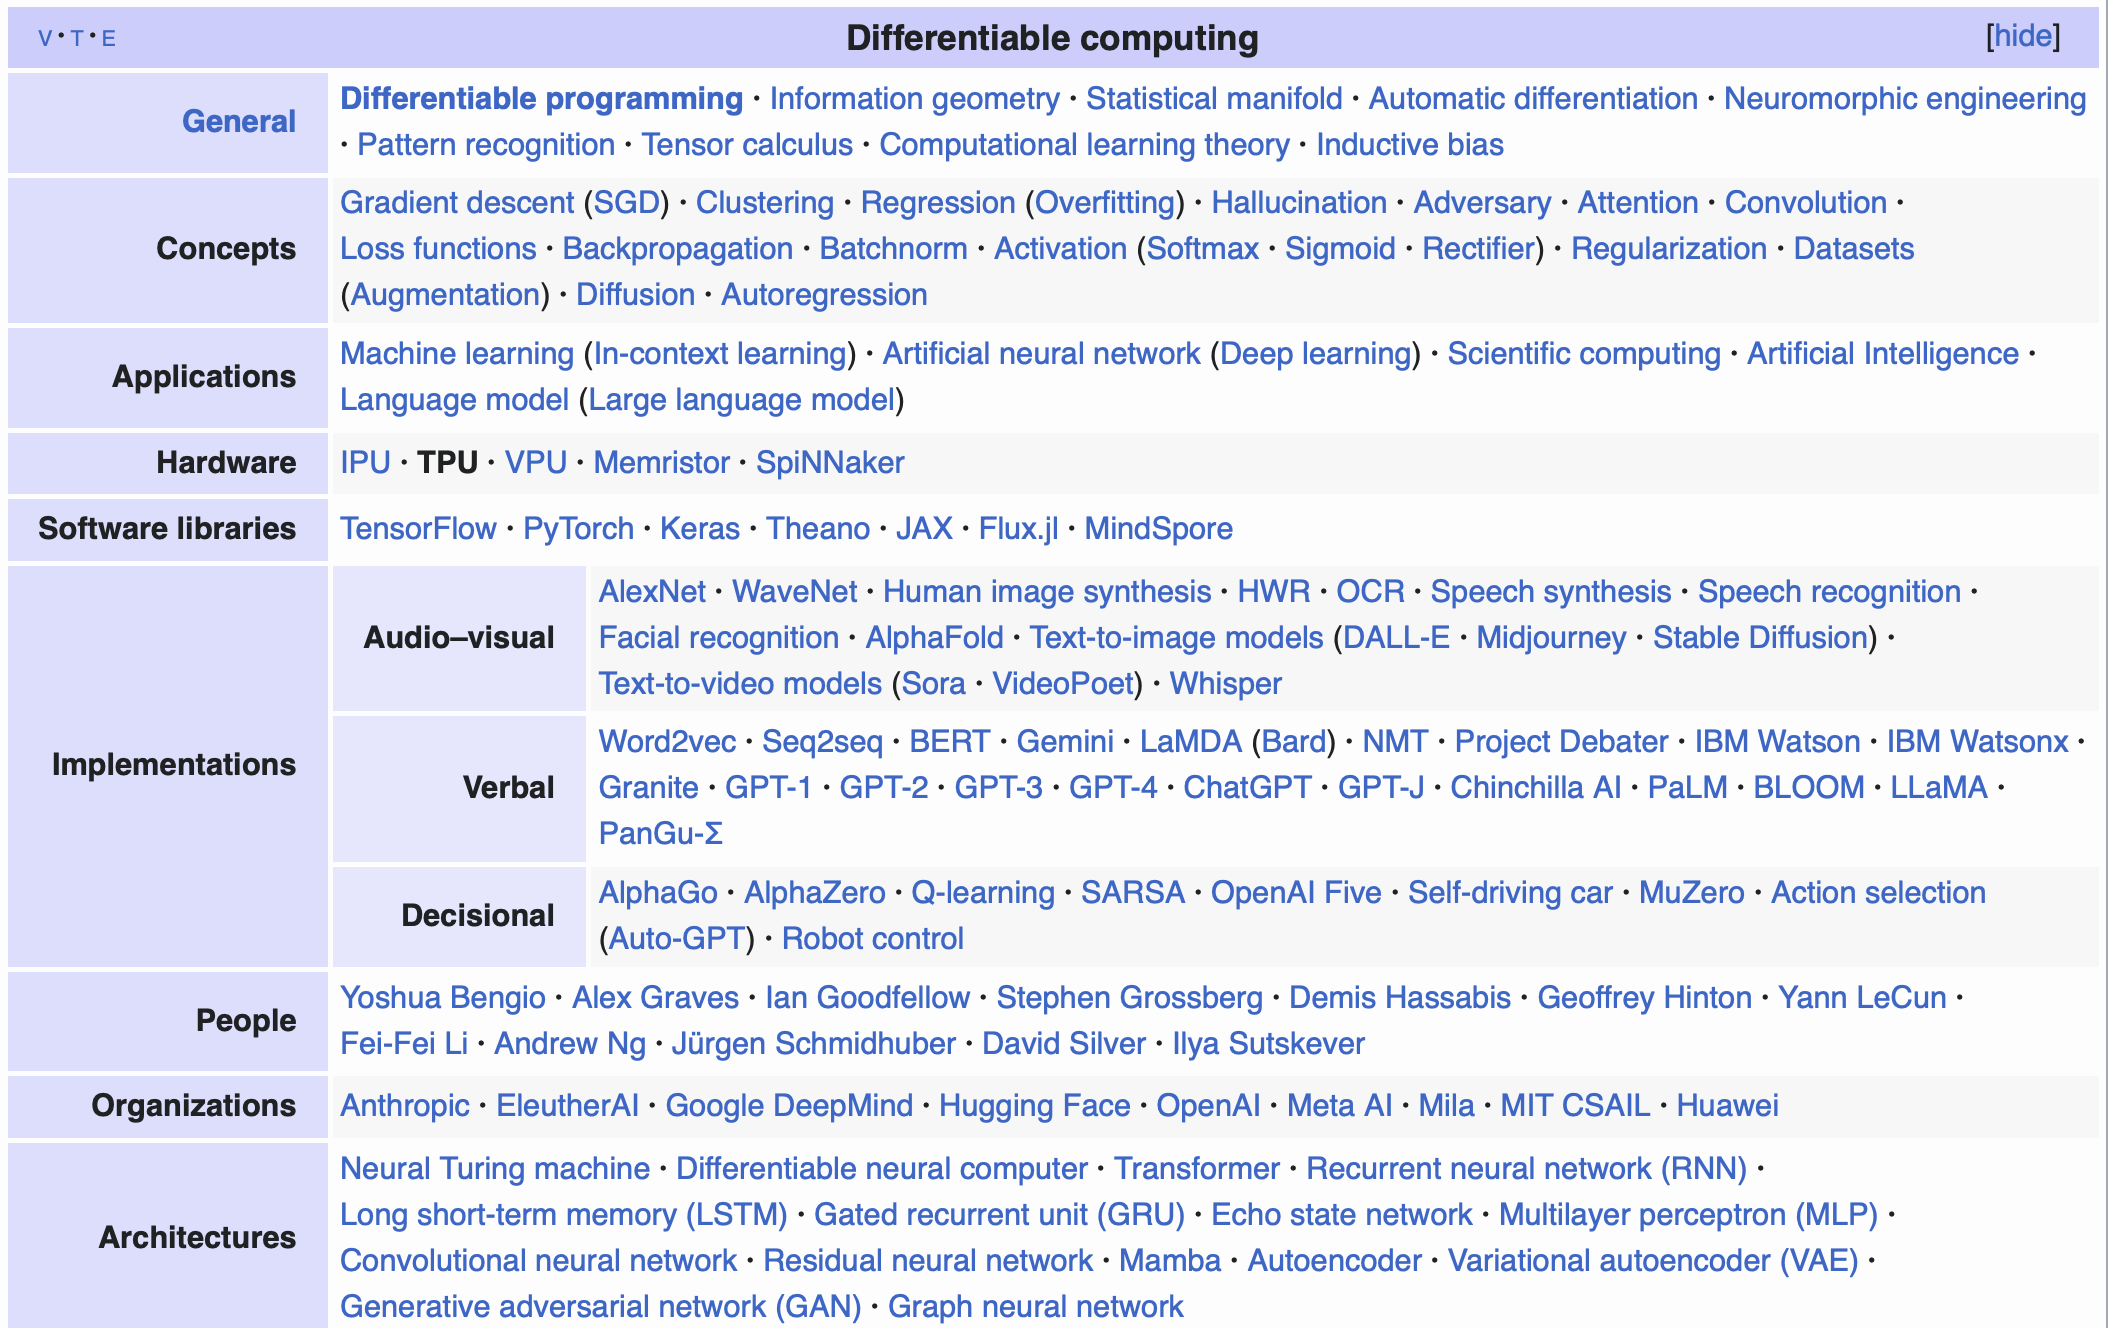 V · T · E Differentiable computing [hide]
General
Differentiable programming · Information geometry · Statistical manifold · Automatic differentiation · Neuromorphic engineering
· Pattern recognition · Tensor calculus · Computational learning theory · Inductive bias
Concepts
Gradient descent (SGD) · Clustering · Regression (Overfitting) · Hallucination · Adversary · Attention · Convolution ·
Loss functions · Backpropagation · Batchnorm · Activation (Softmax · Sigmoid · Rectifier) · Regularization · Datasets
(Augmentation) · Diffusion · Autoregression
Applications
Machine learning (In-context learning) · Artificial neural network (Deep learning) · Scientific computing · Artificial Intelligence ·
Language model (Large language model)
Hardware
IPU · TPU · VPU · Memristor · SpiNNaker
Software libraries
TensorFlow · PyTorch · Keras · Theano · JAX · Flux.jl · MindSpore
Implementations
Audio–visual
AlexNet · WaveNet · Human image synthesis · HWR · OCR · Speech synthesis · Speech recognition ·
Facial recognition · AlphaFold · Text-to-image models (DALL-E · Midjourney · Stable Diffusion) ·
Text-to-video models (Sora · VideoPoet) · Whisper
Verbal
Word2vec · Seq2seq · BERT · Gemini · LaMDA (Bard) · NMT · Project Debater · IBM Watson · IBM Watsonx ·
Granite · GPT-1 · GPT-2 · GPT-3 · GPT-4 · ChatGPT · GPT-J · Chinchilla AI · PaLM · BLOOM · LLaMA ·
PanGu-Σ
Decisional
AlphaGo · AlphaZero · Q-learning · SARSA · OpenAI Five · Self-driving car · MuZero · Action selection
(Auto-GPT) · Robot control
People
Yoshua Bengio · Alex Graves · Ian Goodfellow · Stephen Grossberg · Demis Hassabis · Geoffrey Hinton · Yann LeCun ·
Fei-Fei Li · Andrew Ng · Jürgen Schmidhuber · David Silver · Ilya Sutskever
Organizations
Anthropic · EleutherAI · Google DeepMind · Hugging Face · OpenAI · Meta AI · Mila · MIT CSAIL · Huawei
Architectures
Neural Turing machine · Differentiable neural computer · Transformer · Recurrent neural network (RNN) ·
Long short-term memory (LSTM) · Gated recurrent unit (GRU) · Echo state network · Multilayer perceptron (MLP) ·
Convolutional neural network · Residual neural network · Mamba · Autoencoder · Variational autoencoder (VAE) ·
Generative adversarial network (GAN) · Graph neural network